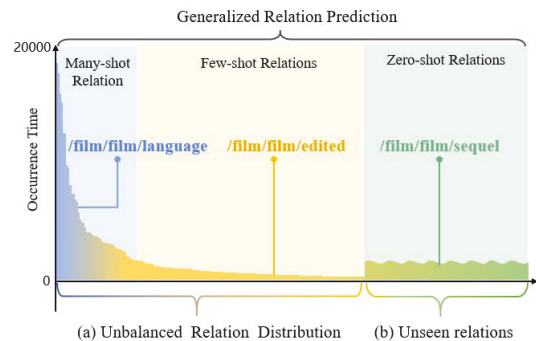 Generalized Relation Prediction
20000
Many-shot
Relation
Few-shot Relations
Zero-shot Relations
/film/film/language
/film/film/edited
/film/film/sequel
Occurrence Time
0
(a) Unbalanced Relation Distribution
(b) Unseen relations